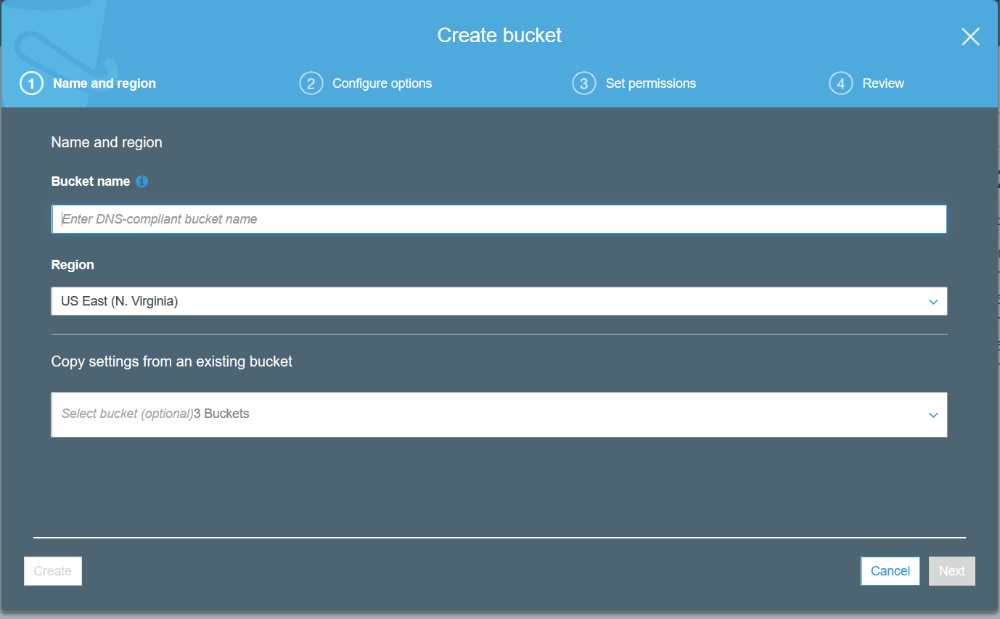 Create bucket
1 Name and region 2 Configure options 3 Set permissions 4 Review
Name and region
Bucket name
Enter DNS-compliant bucket name
Region
US East (N. Virginia)
Copy settings from an existing bucket
Select bucket (optional)3 Buckets
Create Cancel Next